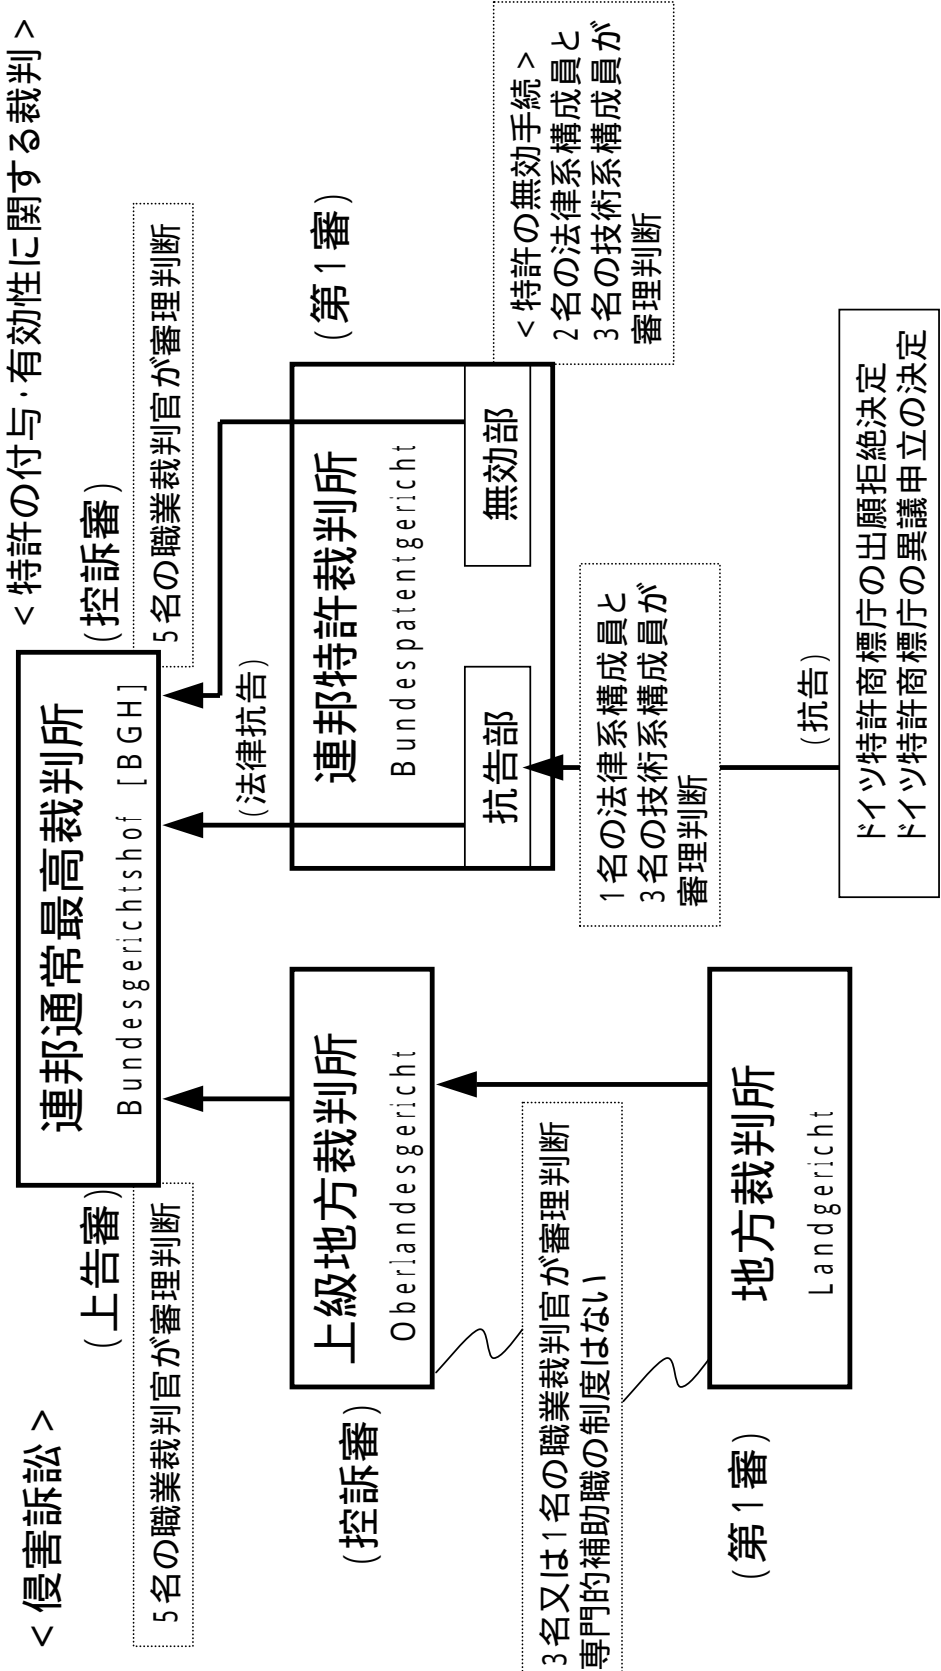 <侵害訴訟>
<特許の付与・有効性に関する裁判>
(上告審)
(控訴審)
5名の職業裁判官が審理判断
連邦通常最高裁判所
Bundesgerichtshof [BGH]
5名の職業裁判官が審理判断
(法律抗告)
(控訴審)
上級地方裁判所
Oberlandesgericht
連邦特許裁判所
Bundespatentgericht
(第1審)
抗告部
無効部
<特許の無効手続>
2名の法律系構成員と
3名の技術系構成員が
審理判断
3名又は1名の職業裁判官が審理判断
専門的補助職の制度はない
1名の法律系構成員と
3名の技術系構成員が
審理判断
(第1審)
地方裁判所
Landgericht
(抗告)
ドイツ特許商標庁の出願拒絶決定
ドイツ特許商標庁の異議申立の決定